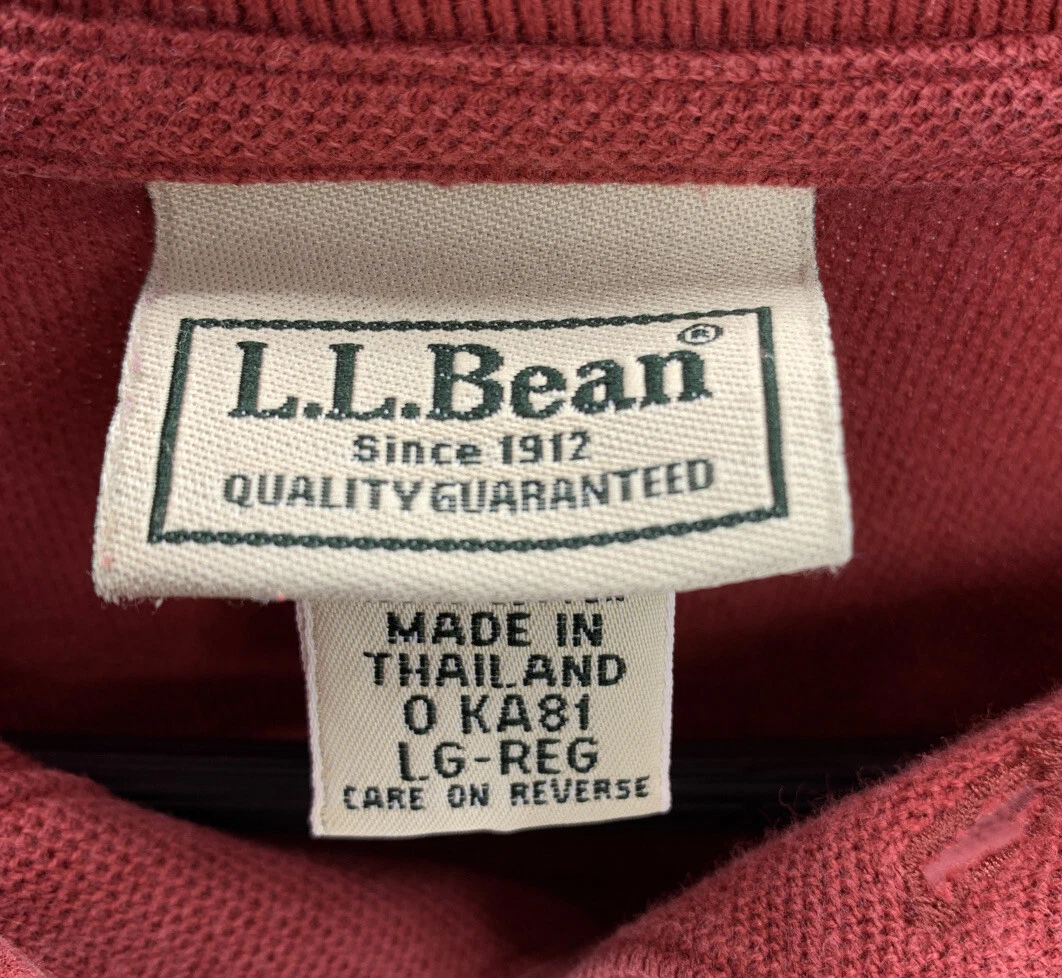 L.L.Bean®
Since 1912
QUALITY GUARANTEED
MADE IN
THAILAND
0 KA81
LG-REG
CARE ON REVERSE